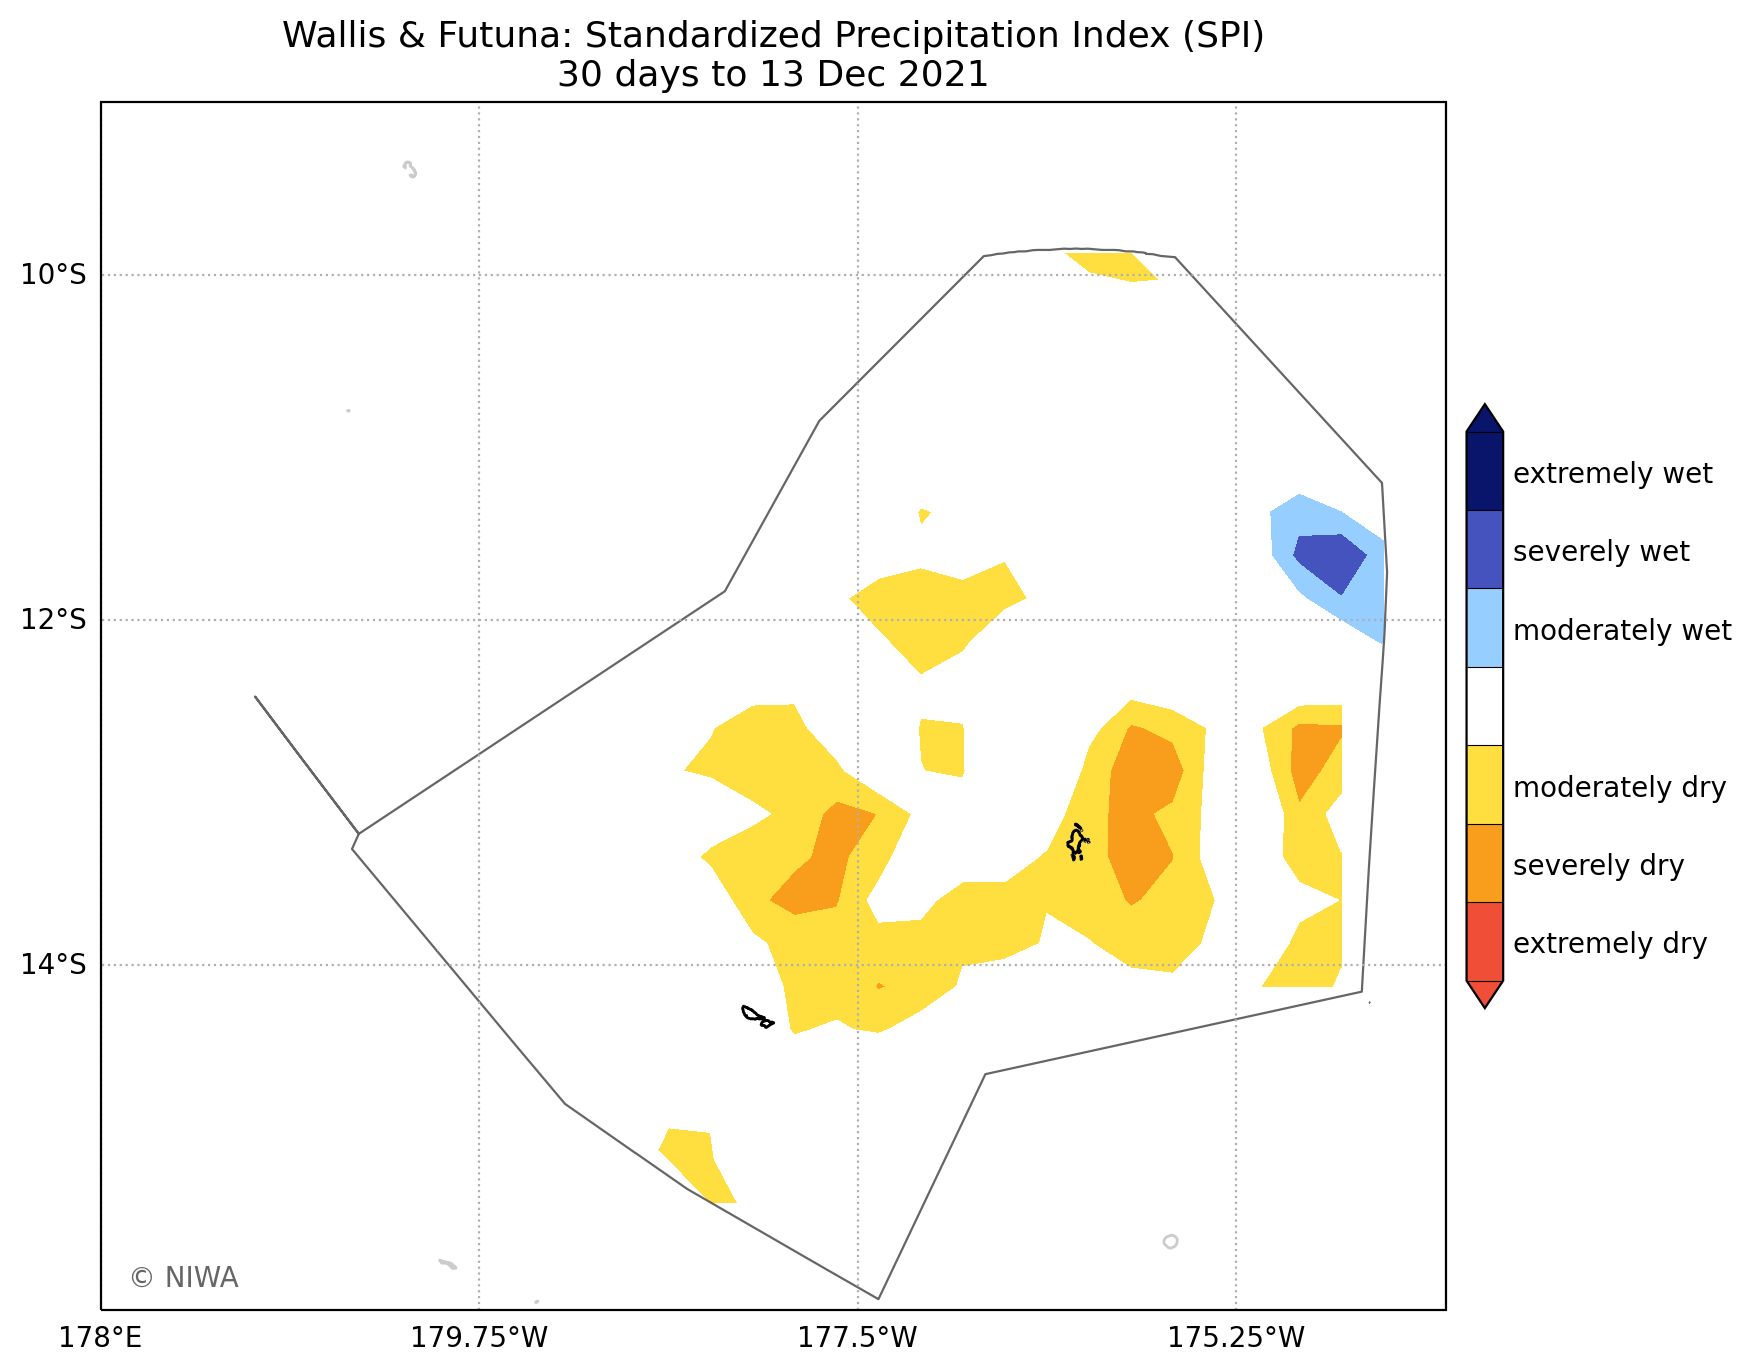 Wallis & Futuna: Standardized Precipitation Index (SPI)
30 days to 13 Dec 2021
10°S
12°S
14°S
178°E
179.75°W
177.5°W
175.25°W
extremely wet
severely wet
moderately wet
moderately dry
severely dry
extremely dry
© NIWA